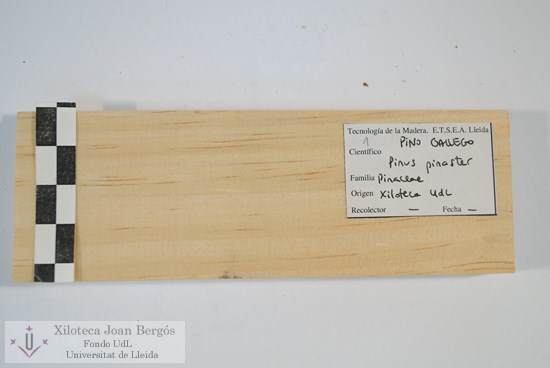 Tecnología de la Madera. E.T.S.E.A. Lleida
1 PINO GALLEGO
Científico
Pinus pinaster
Familia Pinaceae
Origen Xiloteca UdL
Recolector — Fecha —
Xiloteca Joan Bergós
Fondo UdL
Universitat de Lleida